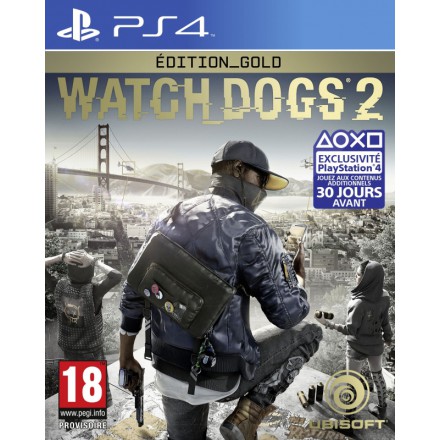 PS4
ÉDITION_GOLD
WATCH_DOGS®2
EXCLUSIVITÉ
PlayStation®4
JOUEZ AUX CONTENUS
ADDITIONNELS
30 JOURS
AVANT
18
www.pegi.info
PROVISOIRE
UBISOFT